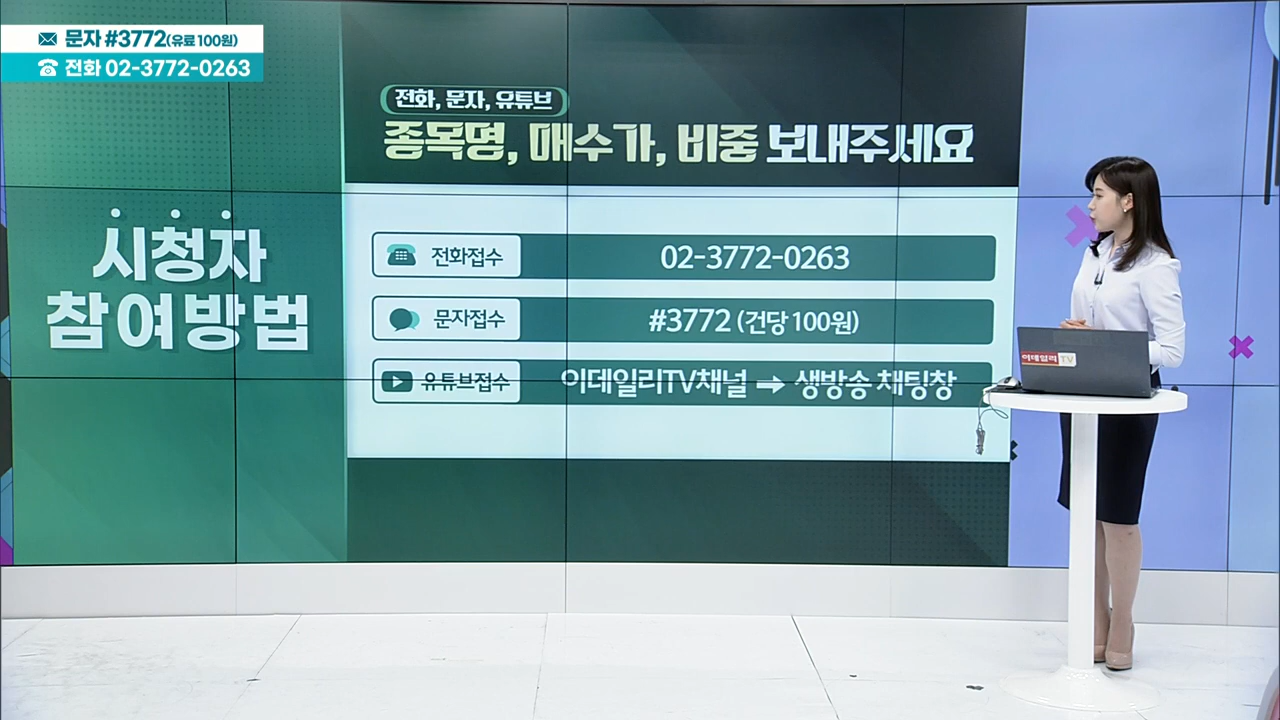 문자 #3772(유료 100원)
전화 02-3772-0263
전화, 문자, 유튜브
종목명, 매수가, 비중 보내주세요
시청자
참여방법
전화접수 02-3772-0263
문자접수 #3772 (건당 100원)
유튜브접수 이데일리TV채널 → 생방송 채팅창
이데일리 TV